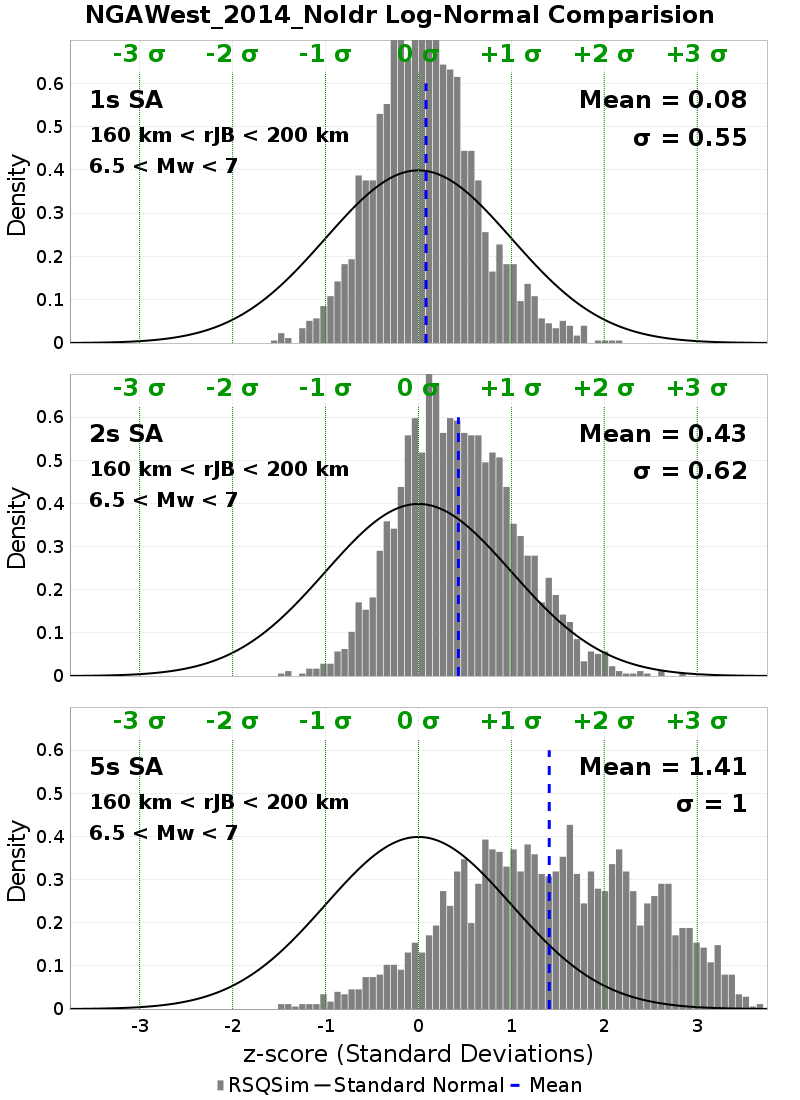 NGAWest_2014_NoIdr Log-Normal Comparision
-3 σ -2 σ -1 σ 0 σ +1 σ +2 σ +3 σ
1s SA
Mean = 0.08
160 km < rJB < 200 km
σ = 0.55
6.5 < Mw < 7
0.6
0.5
0.4
0.3
0.2
0.1
0
Density
-3 σ -2 σ -1 σ 0 σ +1 σ +2 σ +3 σ
2s SA
Mean = 0.43
160 km < rJB < 200 km
σ = 0.62
6.5 < Mw < 7
0.6
0.5
0.4
0.3
0.2
0.1
0
Density
-3 σ -2 σ -1 σ 0 σ +1 σ +2 σ +3 σ
5s SA
Mean = 1.41
160 km < rJB < 200 km
σ = 1
6.5 < Mw < 7
0.6
0.5
0.4
0.3
0.2
0.1
0
Density
-3 -2 -1 0 1 2 3
z-score (Standard Deviations)
RSQSim Standard Normal Mean